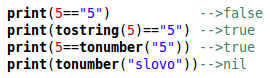 print(5=="5") -->false
print(tostring(5)=="5") -->true
print(5==tonumber("5")) -->true
print(tonumber("slovo"))-->nil